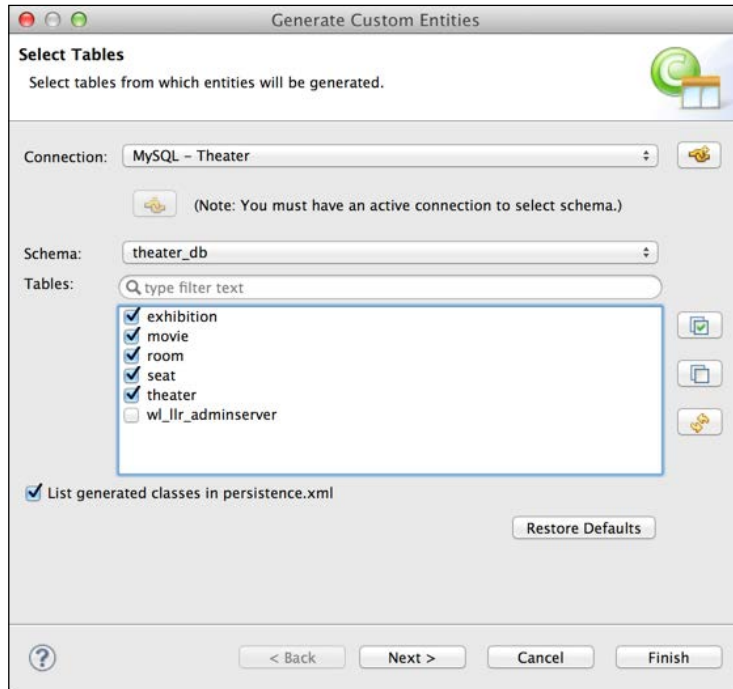 Generate Custom Entities
Select Tables
Select tables from which entities will be generated.
Connection: MySQL – Theater
(Note: You must have an active connection to select schema.)
Schema: theater_db
Tables: type filter text
exhibition
movie
room
seat
theater
wl_llr_adminserver
List generated classes in persistence.xml
Restore Defaults
? < Back Next > Cancel Finish